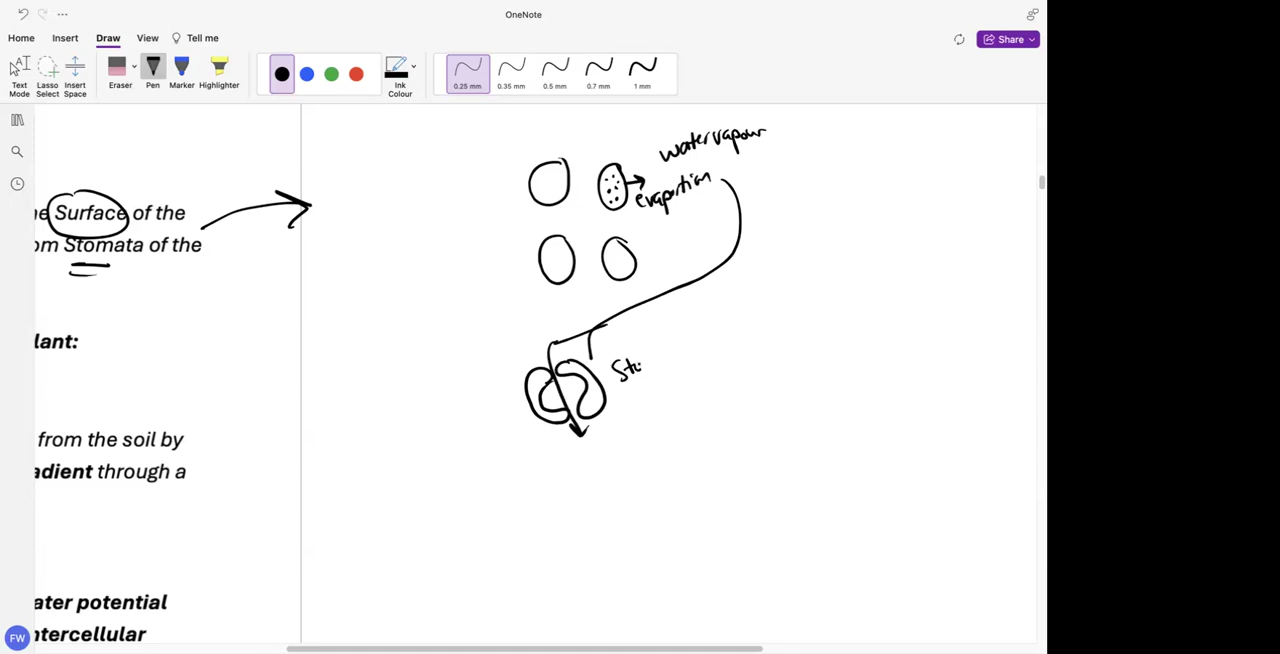 OneNote
Home Insert Draw View Tell me
Share
Text Mode
Lasso Select
Insert Space
Eraser
Pen
Marker
Highlighter
Ink Colour
0.25 mm
0.35 mm
0.5 mm
0.7 mm
1 mm
ne Surface of the
om Stomata of the
lant:
from the soil by
adient through a
ater potential
ntercellular
water vapour
evaportion
St
FW